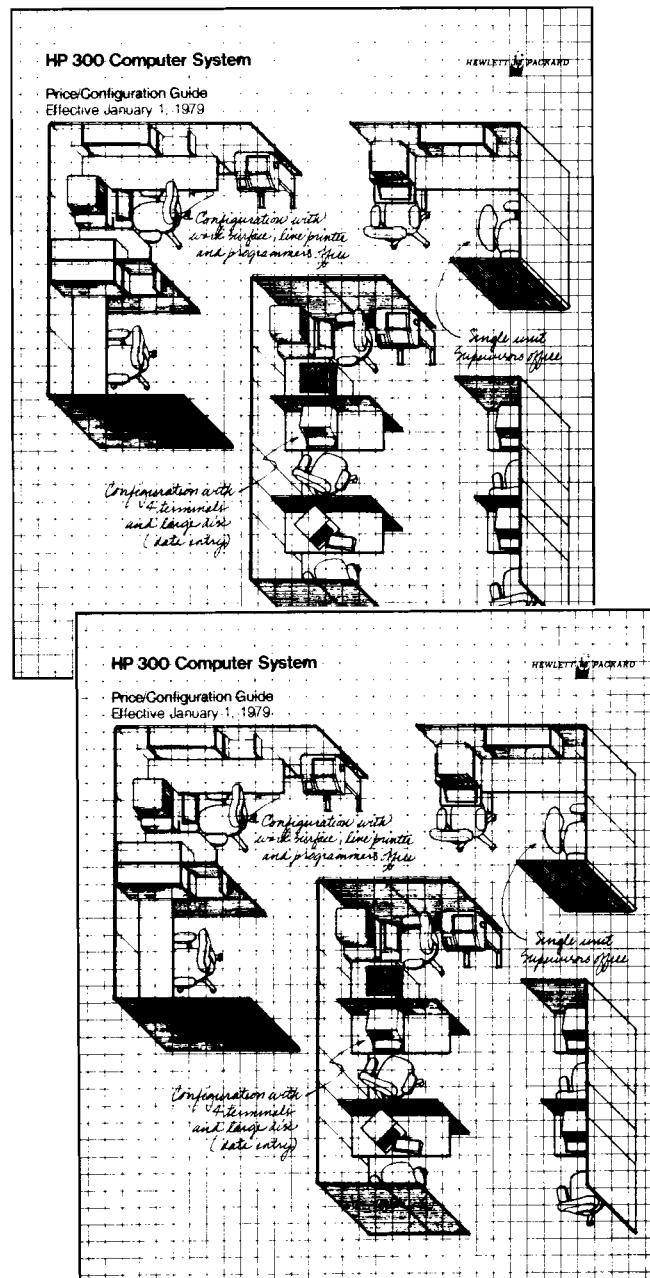 HP 300 Computer System
HEWLETT PACKARD
Price/Configuration Guide
Effective January 1, 1979
Configuration with
work surface, line printer
and programmers office
Single unit
Supervisors office
Configuration with
4 terminals
and large disc
(data entry)
HP 300 Computer System
HEWLETT PACKARD
Price/Configuration Guide
Effective January 1, 1979
Configuration with
work surface, line printer
and programmers office
Single unit
Supervisors office
Configuration with
4 terminals
and large disc
(data entry)